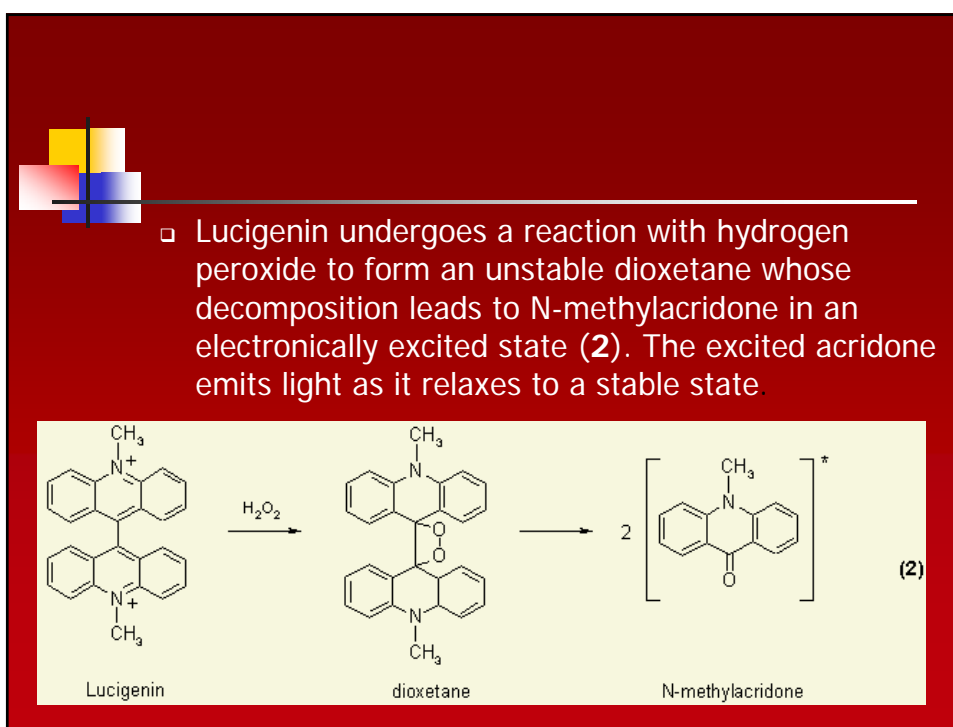 ❑ Lucigenin undergoes a reaction with hydrogen
peroxide to form an unstable dioxetane whose
decomposition leads to N-methylacridone in an
electronically excited state (2). The excited acridone
emits light as it relaxes to a stable state.
CH₃
N+
N+
CH₃
Lucigenin
H₂O₂
CH₃
N
O
O
N
CH₃
dioxetane
2
CH₃
N
O
*
N-methylacridone
(2)